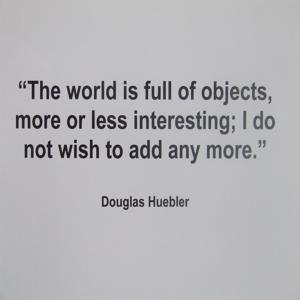 “The world is full of objects,
more or less interesting; I do
not wish to add any more.”
Douglas Huebler